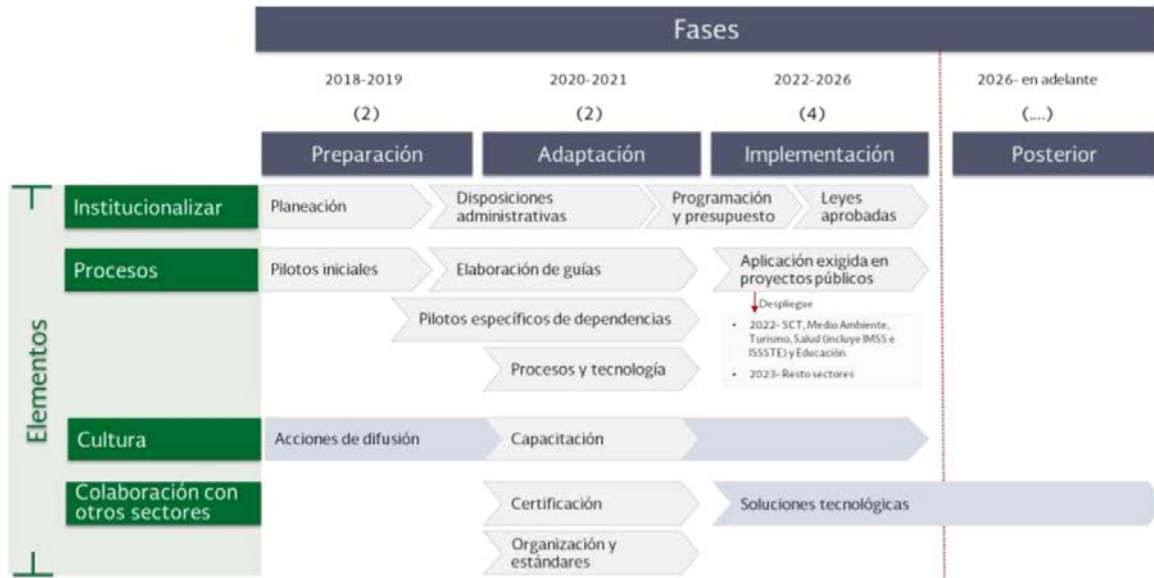 Fases
2018-2019
2020-2021
2022-2026
2026- en adelante
(2)
(2)
(4)
(....)
Preparación
Adaptación
Implementación
Posterior
Elementos
Institucionalizar
Planeación
Disposiciones
administrativas
Programación
y presupuesto
Leyes
aprobadas
Procesos
Pilotos iniciales
Elaboración de guías
Aplicación exigida en
proyectos públicos
Pilotos específicos de dependencias
Despliegue
• 2022- SCT, Medio Ambiente,
Turismo, Salud (incluye IMSS e
ISSSTE) y Educación
• 2023- Resto sectores
Procesos y tecnología
Cultura
Acciones de difusión
Capacitación
Colaboración con
otros sectores
Certificación
Soluciones tecnológicas
Organización y
estándares